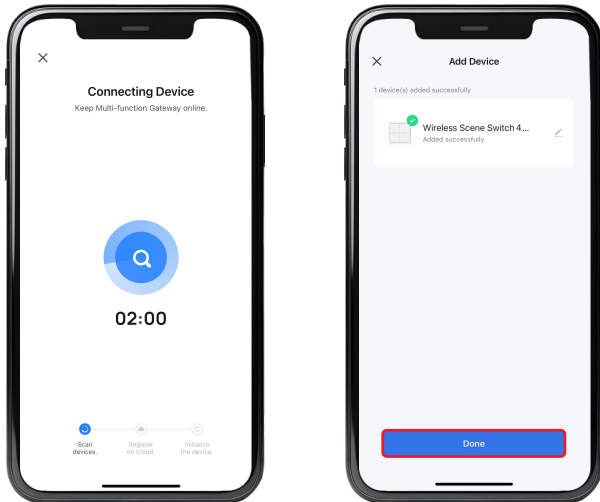 Connecting Device
Keep Multi-function Gateway online.
02:00
Scan
devices.
Register
on Cloud.
Initialize
the device.
Add Device
1 device(s) added successfully
Wireless Scene Switch 4...
Added successfully
Done